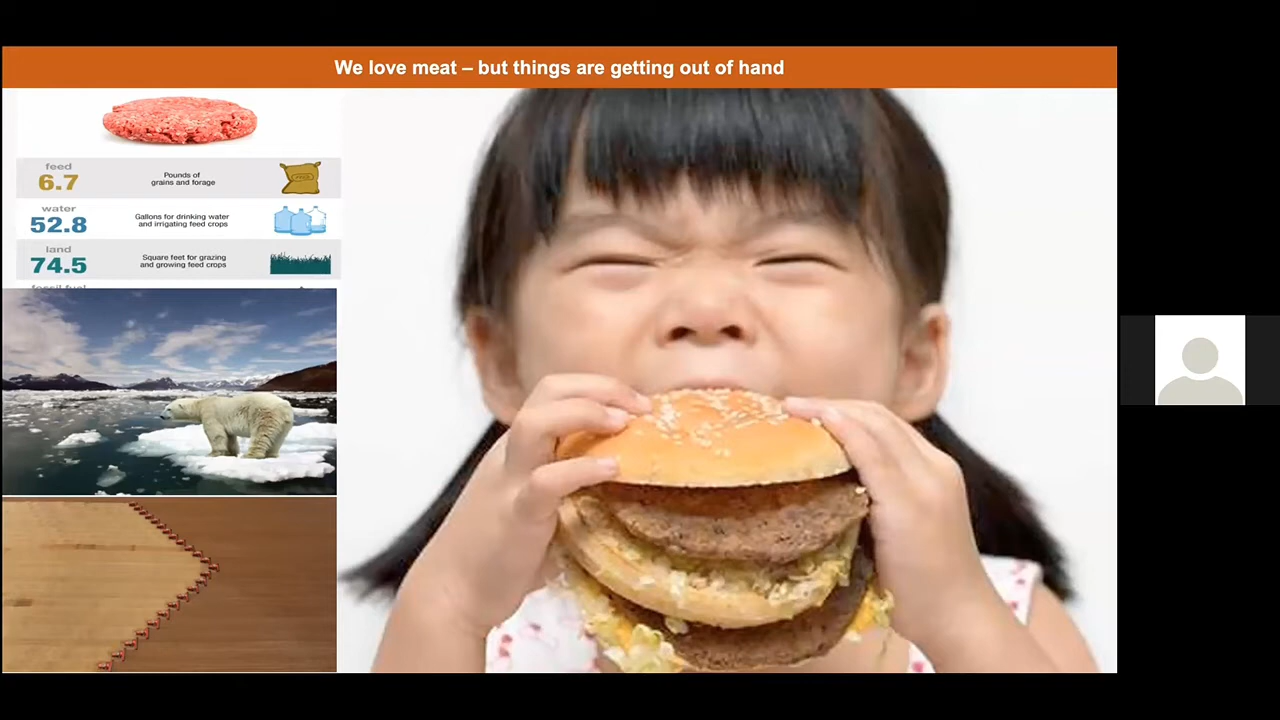 We love meat – but things are getting out of hand
feed
6.7
Pounds of
grains and forage
water
52.8
Gallons for drinking water
and irrigating feed crops
land
74.5
Square feet for grazing
and growing feed crops
fossil fuel